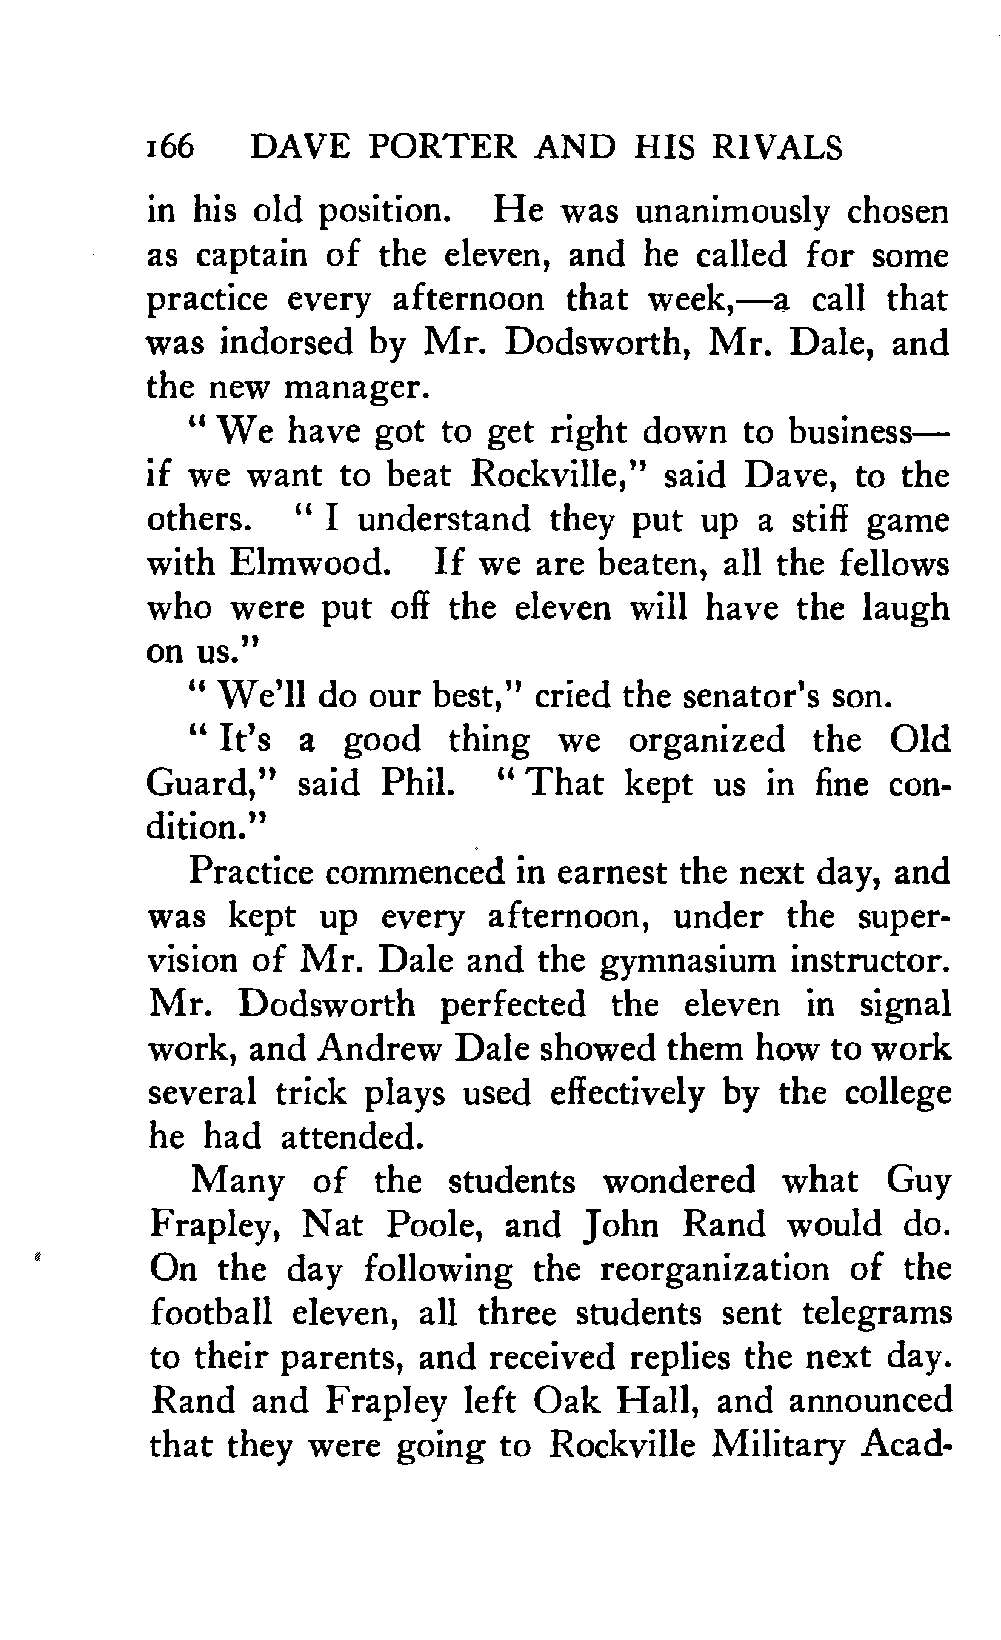 166 DAVE PORTER AND HIS RIVALS
in his old position. He was unanimously chosen
as captain of the eleven, and he called for some
practice every afternoon that week,—a call that
was indorsed by Mr. Dodsworth, Mr. Dale, and
the new manager.
" We have got to get right down to business—
if we want to beat Rockville," said Dave, to the
others. " I understand they put up a stiff game
with Elmwood. If we are beaten, all the fellows
who were put off the eleven will have the laugh
on us."
" We'll do our best," cried the senator's son.
" It's a good thing we organized the Old
Guard," said Phil. " That kept us in fine con-
dition."
Practice commenced in earnest the next day, and
was kept up every afternoon, under the super-
vision of Mr. Dale and the gymnasium instructor.
Mr. Dodsworth perfected the eleven in signal
work, and Andrew Dale showed them how to work
several trick plays used effectively by the college
he had attended.
Many of the students wondered what Guy
Frapley, Nat Poole, and John Rand would do.
On the day following the reorganization of the
football eleven, all three students sent telegrams
to their parents, and received replies the next day.
Rand and Frapley left Oak Hall, and announced
that they were going to Rockville Military Acad-